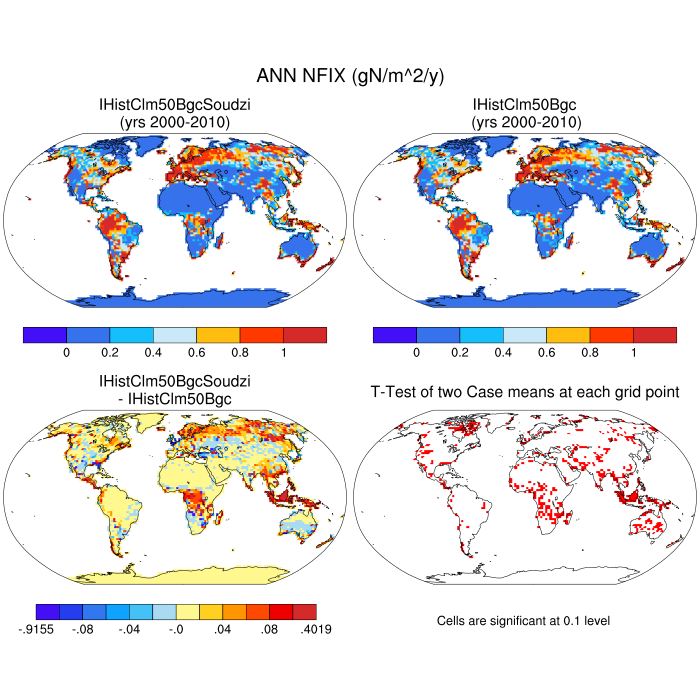 ANN NFIX (gN/m^2/y)
IHistClm50BgcSoudzi
(yrs 2000-2010)
IHistClm50Bgc
(yrs 2000-2010)
0 0.2 0.4 0.6 0.8 1
0 0.2 0.4 0.6 0.8 1
IHistClm50BgcSoudzi
- IHistClm50Bgc
T-Test of two Case means at each grid point
-.9155 -.08 -.04 -.0 .04 .08 .4019
Cells are significant at 0.1 level